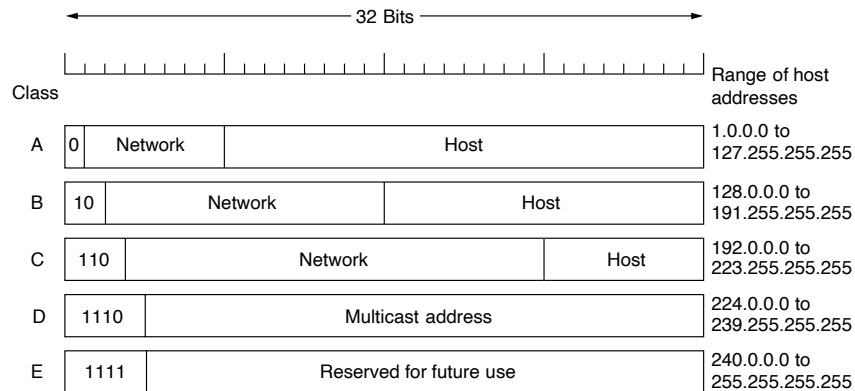 32 Bits
Range of host
addresses
Class
A 0 Network Host 1.0.0.0 to
127.255.255.255
B 10 Network Host 128.0.0.0 to
191.255.255.255
C 110 Network Host 192.0.0.0 to
223.255.255.255
D 1110 Multicast address 224.0.0.0 to
239.255.255.255
E 1111 Reserved for future use 240.0.0.0 to
255.255.255.255